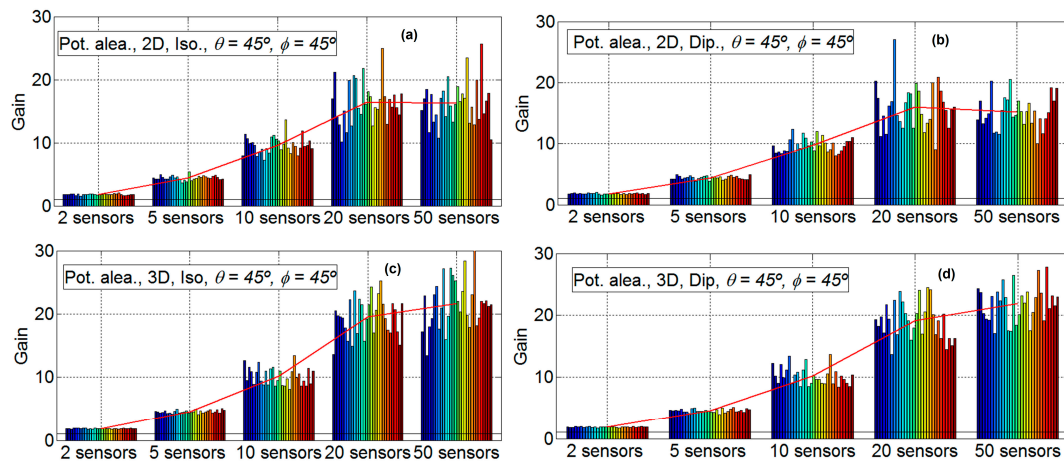 30
20
10
0
Gain
Pot. alea., 2D, Iso., θ = 45º, ϕ = 45º
(a)
2 sensors 5 sensors 10 sensors 20 sensors 50 sensors
30
20
10
0
Gain
Pot. alea., 2D, Dip., θ = 45º, ϕ = 45º
(b)
2 sensors 5 sensors 10 sensors 20 sensors 50 sensors
30
20
10
0
Gain
Pot. alea., 3D, Iso, θ = 45º, ϕ = 45º
(c)
2 sensors 5 sensors 10 sensors 20 sensors 50 sensors
30
20
10
0
Gain
Pot. alea., 3D, Dip, θ = 45º, ϕ = 45º
(d)
2 sensors 5 sensors 10 sensors 20 sensors 50 sensors